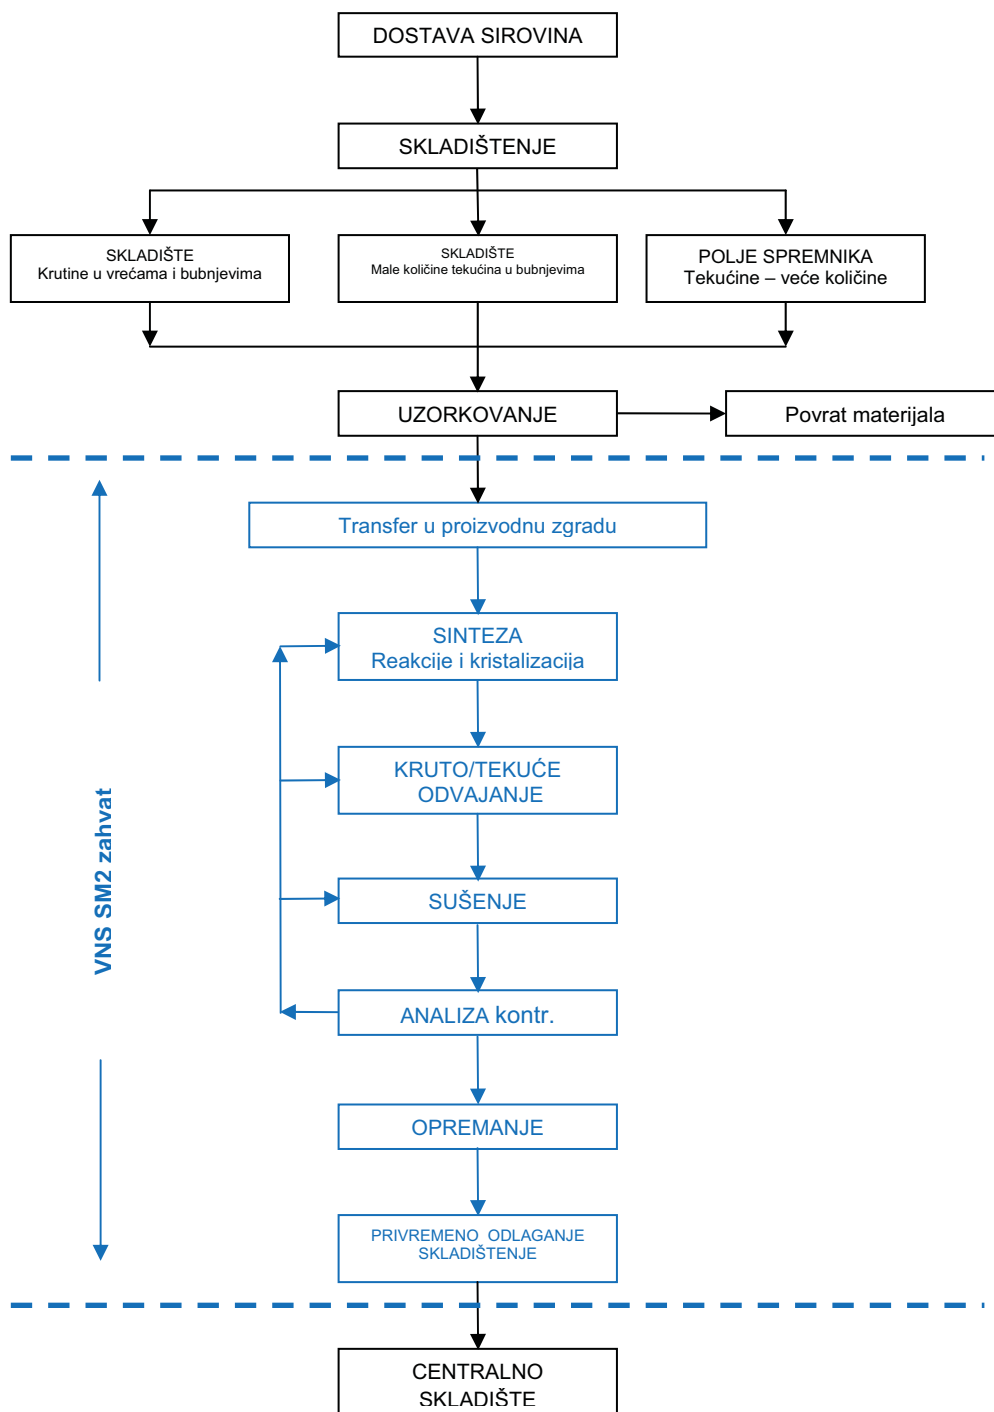 DOSTAVA SIROVINA
SKLADIŠTENJE
SKLADIŠTE
Krutine u vrećama i bubnjevima
SKLADIŠTE
Male količine tekućina u bubnjevima
POLJE SPREMNIKA
Tekućine – veće količine
UZORKOVANJE
Povrat materijala
Transfer u proizvodnu zgradu
SINTEZA
Reakcije i kristalizacija
KRUTO/TEKUĆE
ODVAJANJE
VNS SM2 zahvat
SUŠENJE
ANALIZA kontr.
OPREMANJE
PRIVREMENO ODLAGANJE
SKLADIŠTENJE
CENTRALNO
SKLADIŠTE